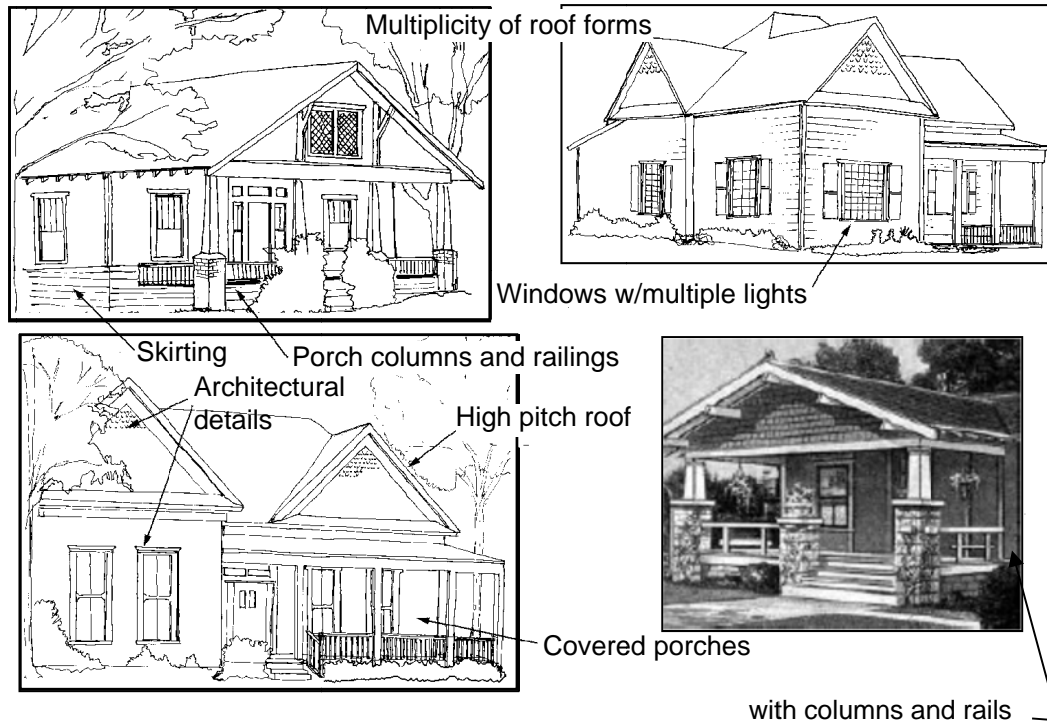 Multiplicity of roof forms
Windows w/multiple lights
Skirting
Porch columns and railings
Architectural
details
High pitch roof
Covered porches
with columns and rails